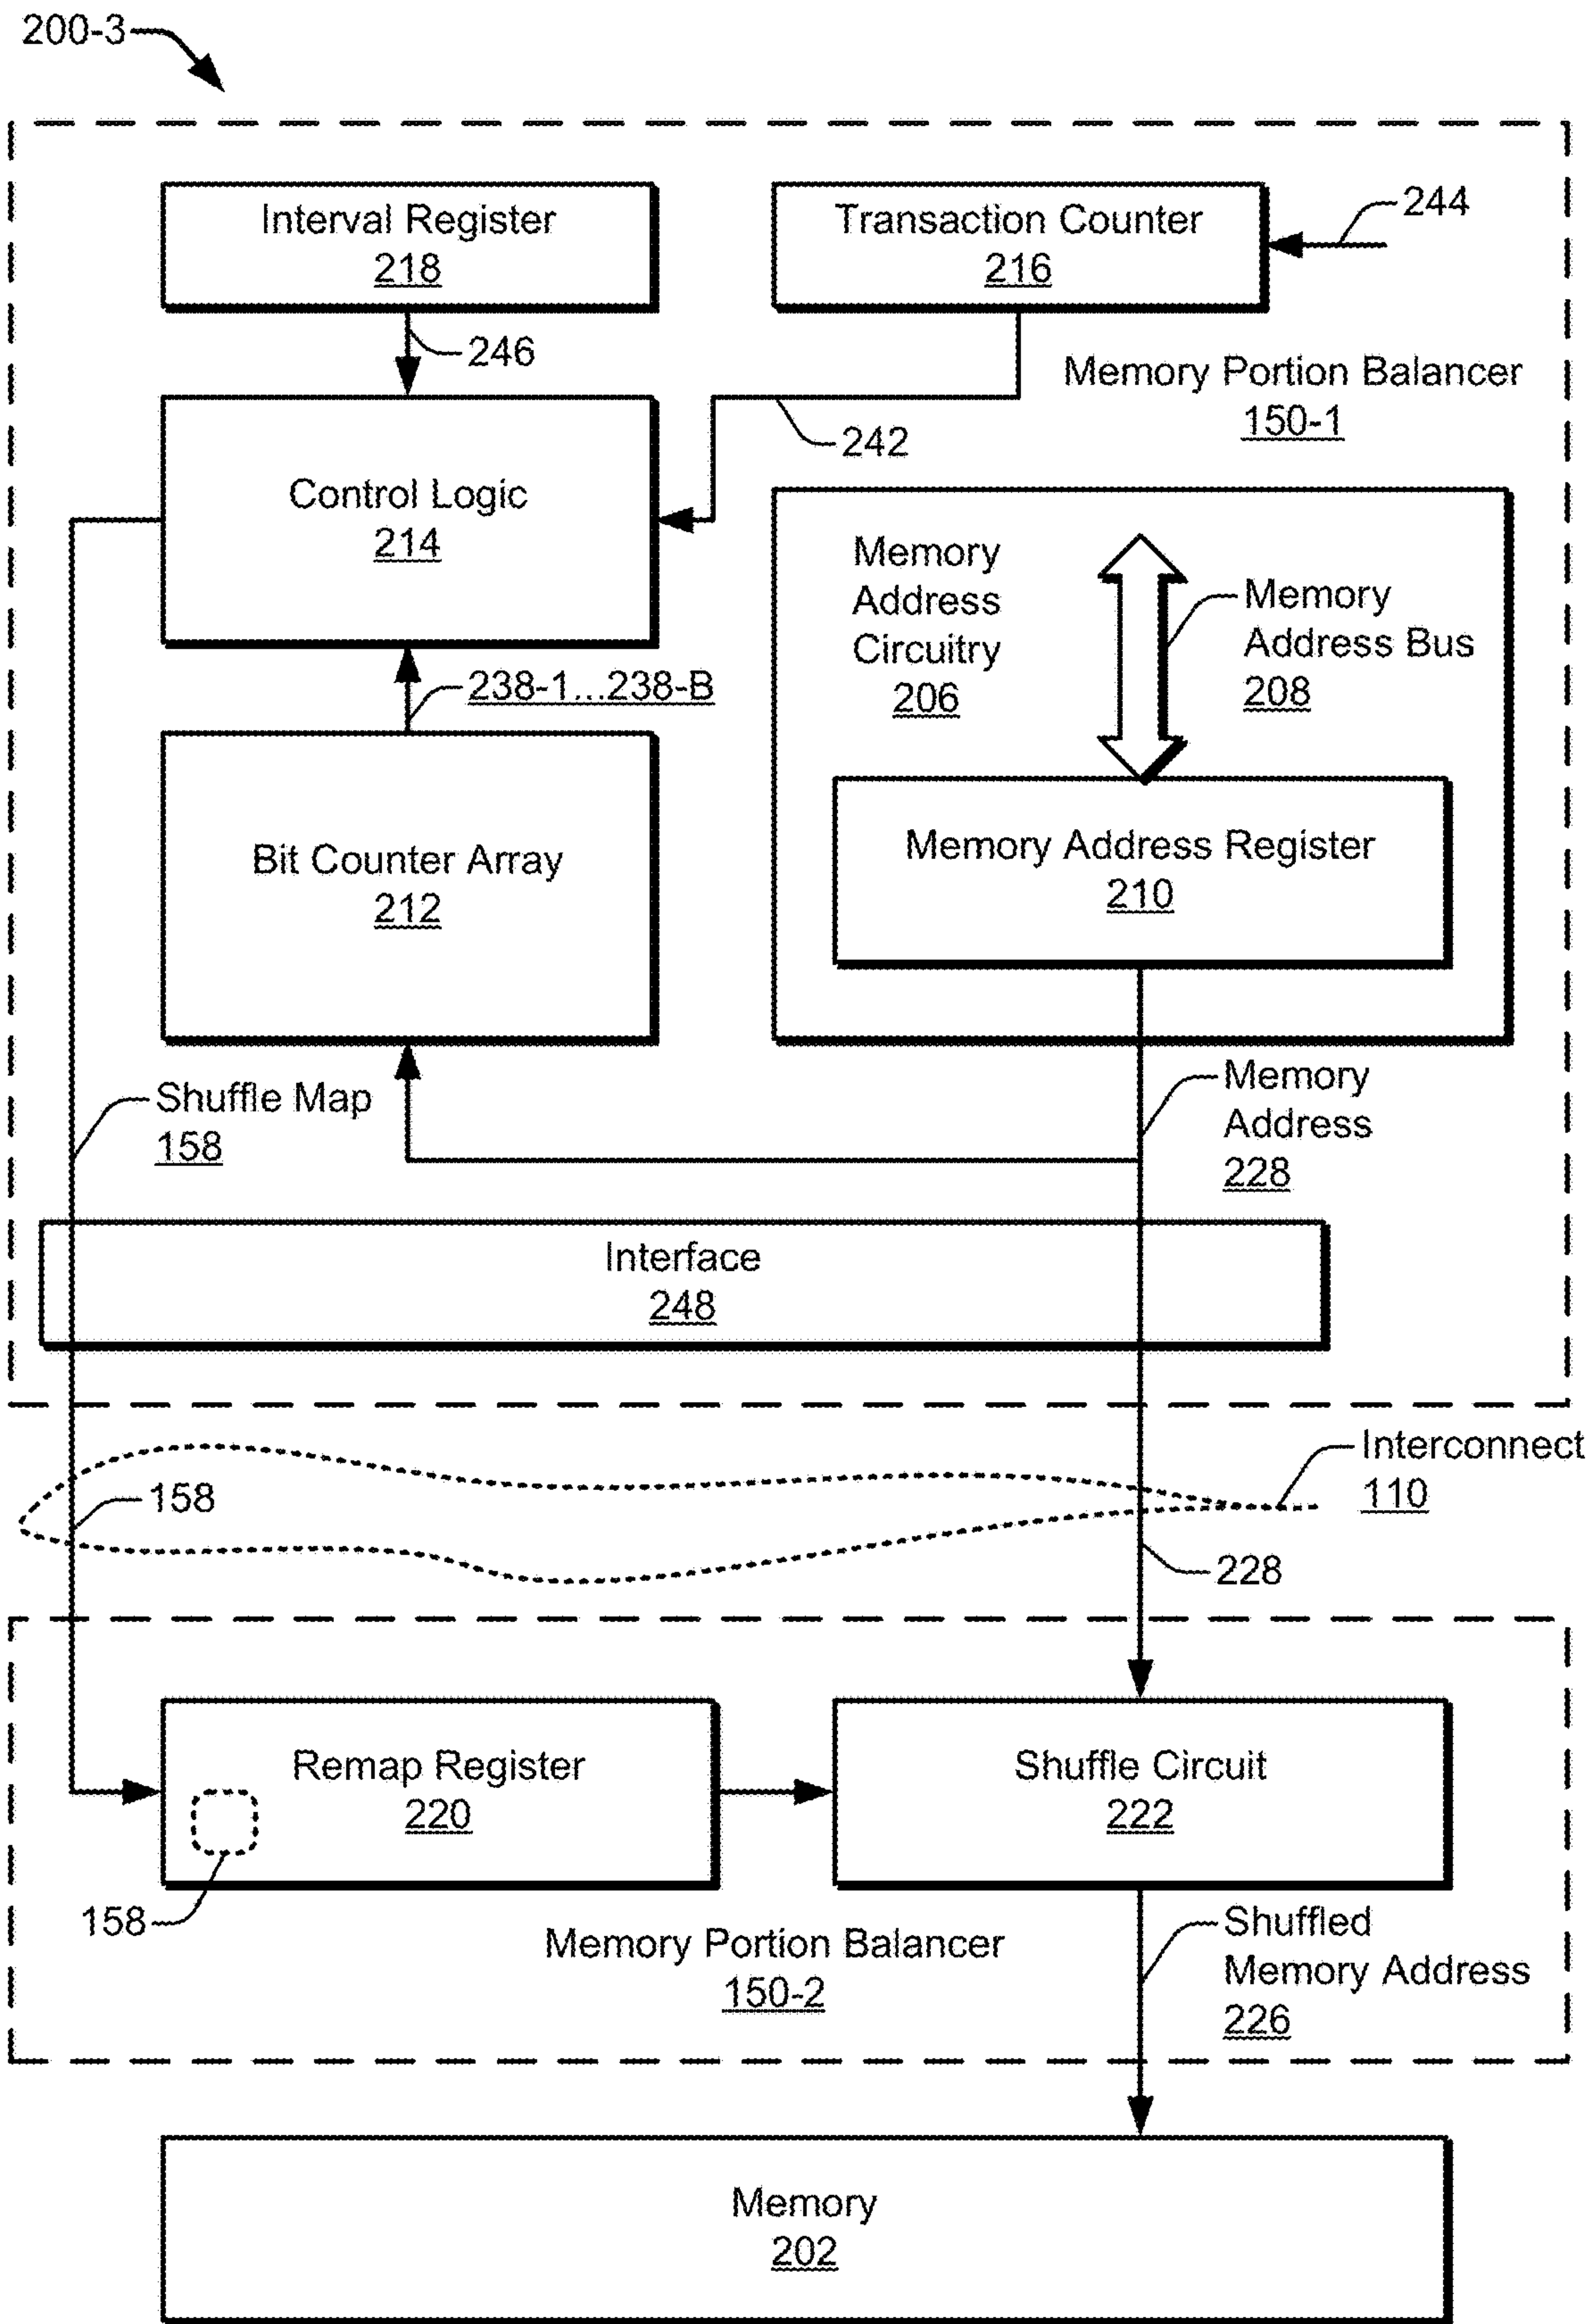 200-3
Interval Register
218
Transaction Counter
216
244
246
Memory Portion Balancer
150-1
242
Control Logic
214
Memory
Address
Circuitry
206
Memory
Address Bus
208
238-1...238-B
Bit Counter Array
212
Memory Address Register
210
Shuffle Map
158
Memory
Address
228
Interface
248
Interconnect
110
158
228
Remap Register
220
Shuffle Circuit
222
158
Memory Portion Balancer
150-2
Shuffled
Memory Address
226
Memory
202